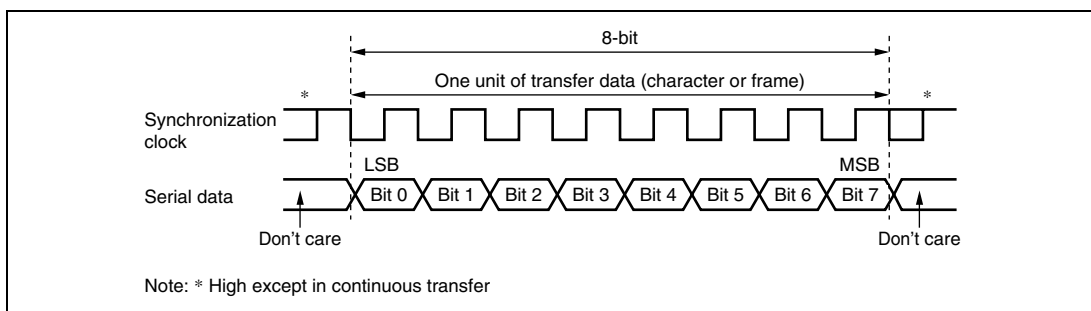 8-bit
One unit of transfer data (character or frame)
* *
Synchronization
clock
LSB MSB
Serial data Bit 0 Bit 1 Bit 2 Bit 3 Bit 4 Bit 5 Bit 6 Bit 7
Don't care Don't care
Note: * High except in continuous transfer